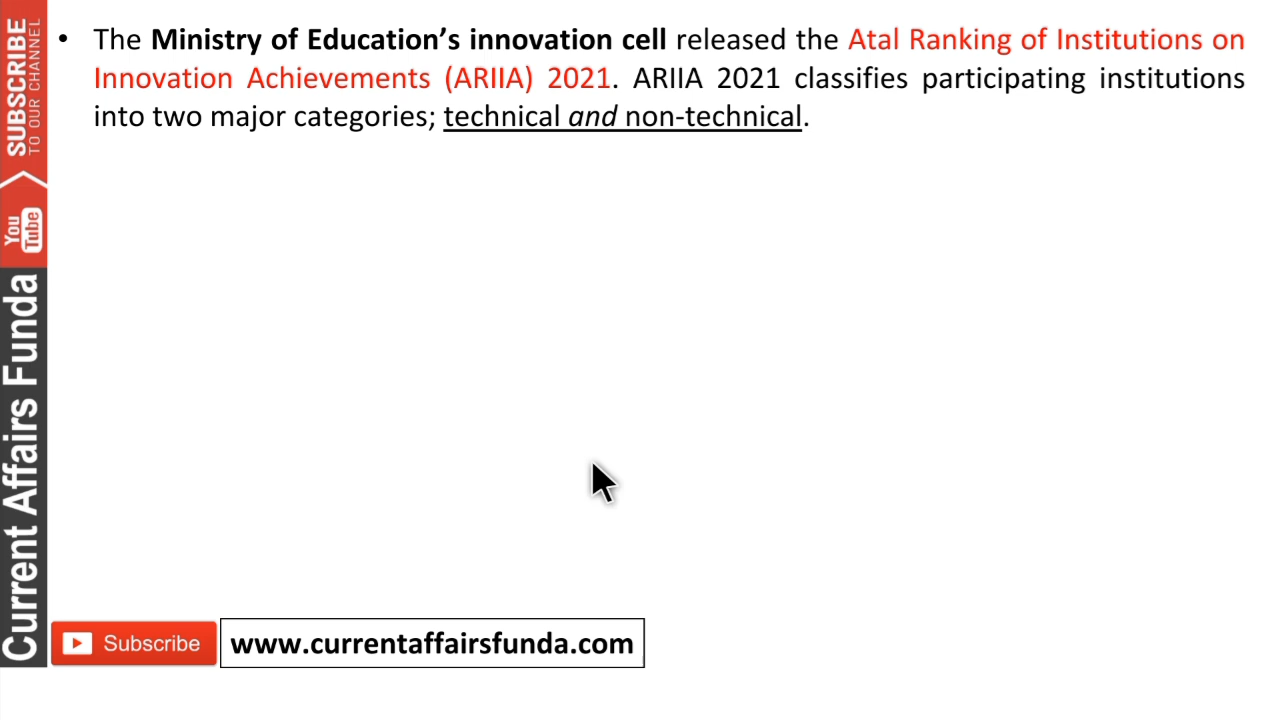 • The Ministry of Education’s innovation cell released the Atal Ranking of Institutions on
Innovation Achievements (ARIIA) 2021. ARIIA 2021 classifies participating institutions
into two major categories; technical and non-technical.
SUBSCRIBE
TO OUR CHANNEL
You
Tube
Current Affairs Funda
Subscribe
www.currentaffairsfunda.com